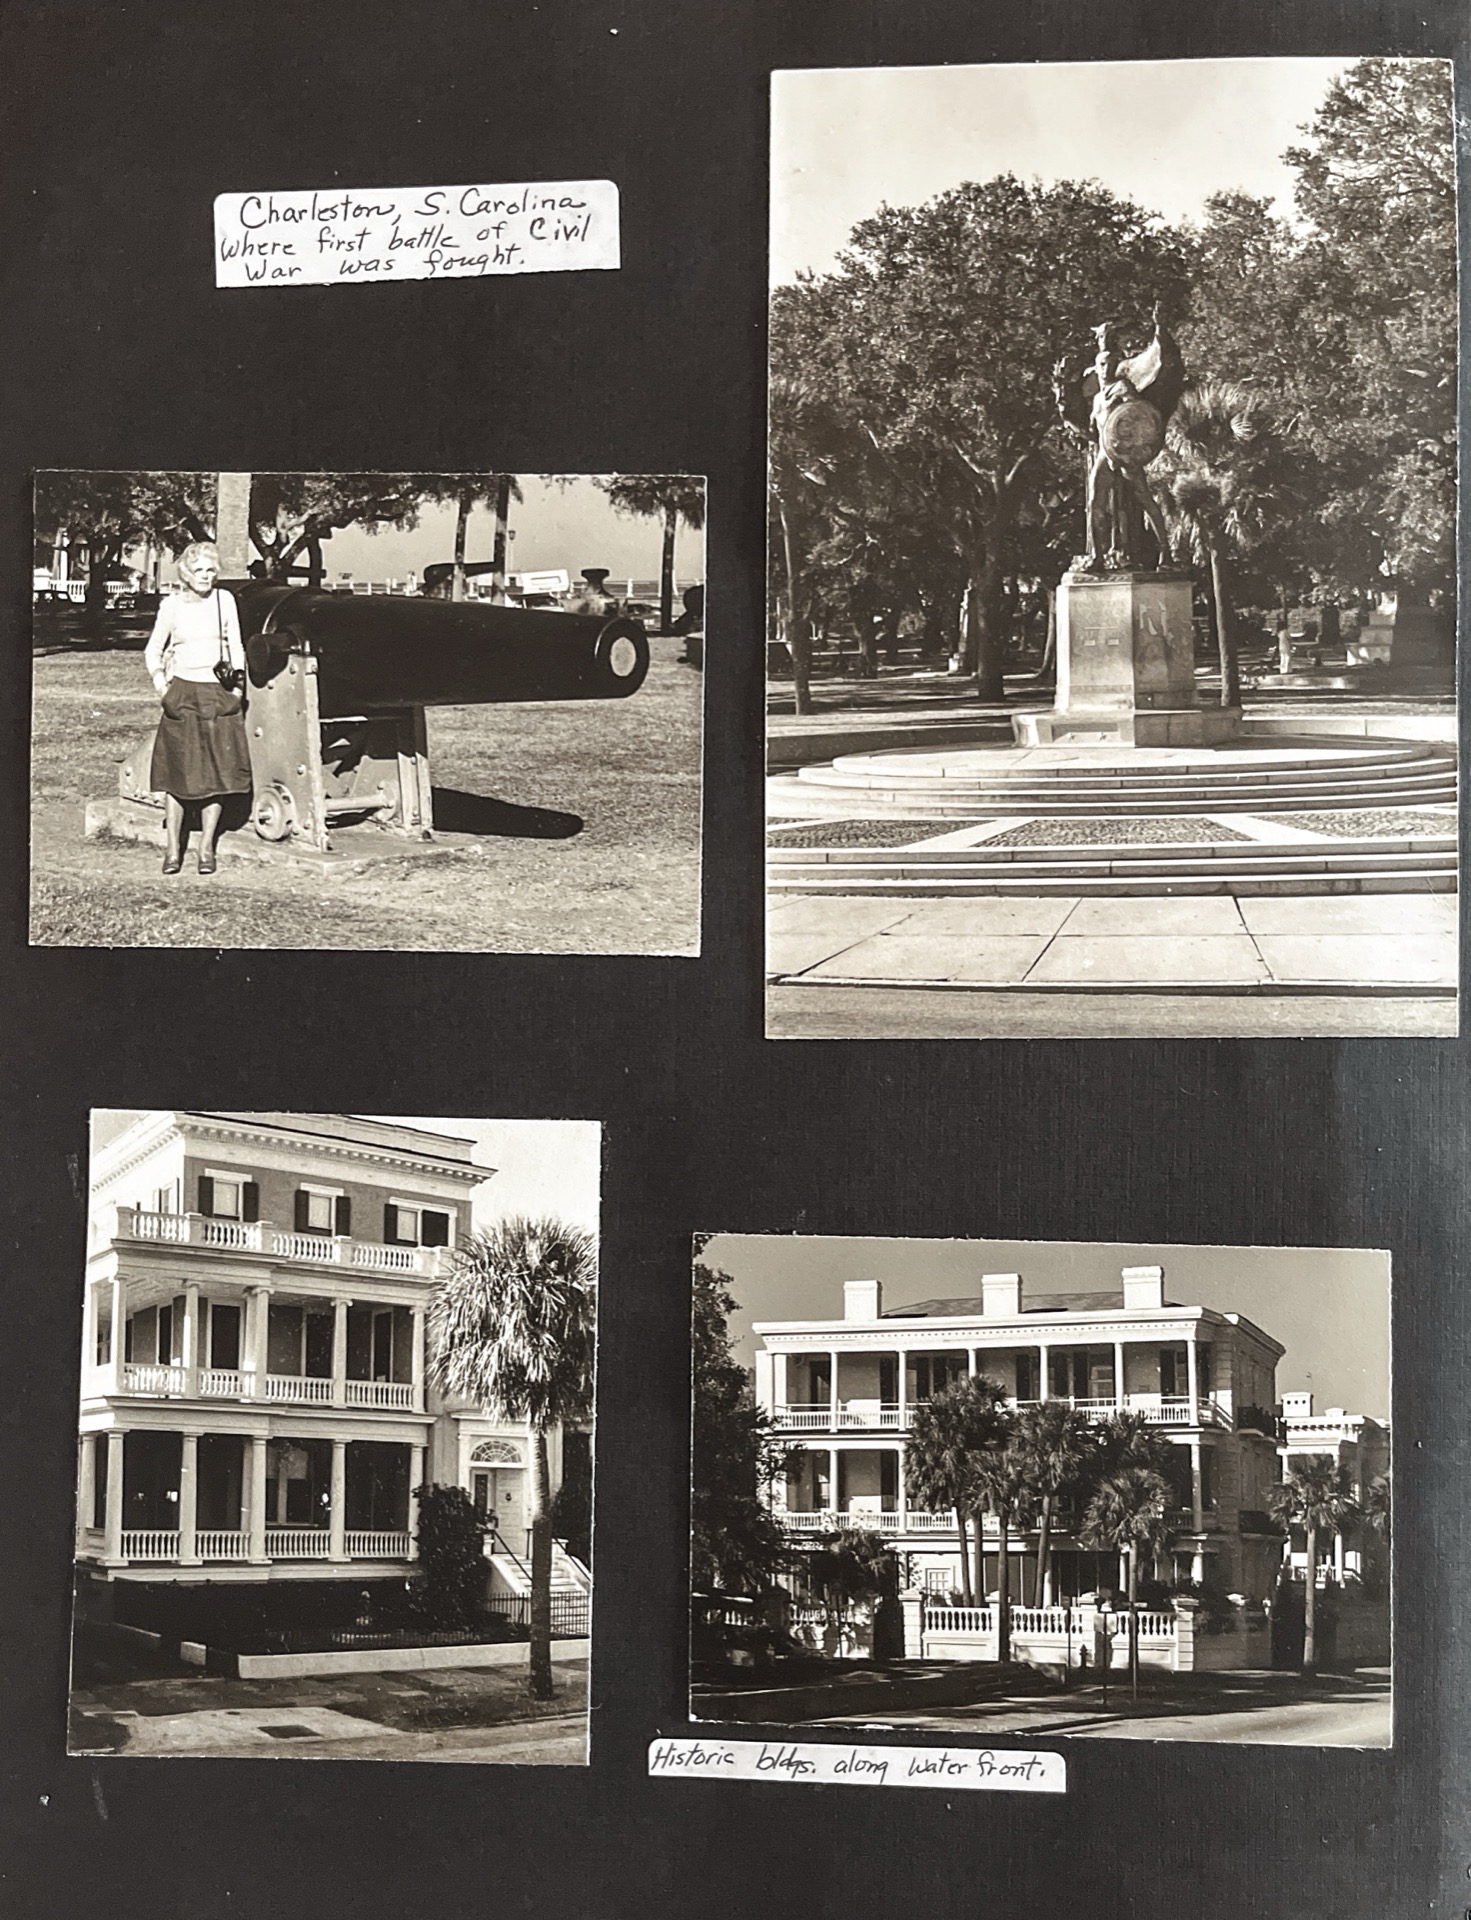 Charleston, S. Carolina
where first battle of Civil
War was fought.
Historic bldgs. along water front.